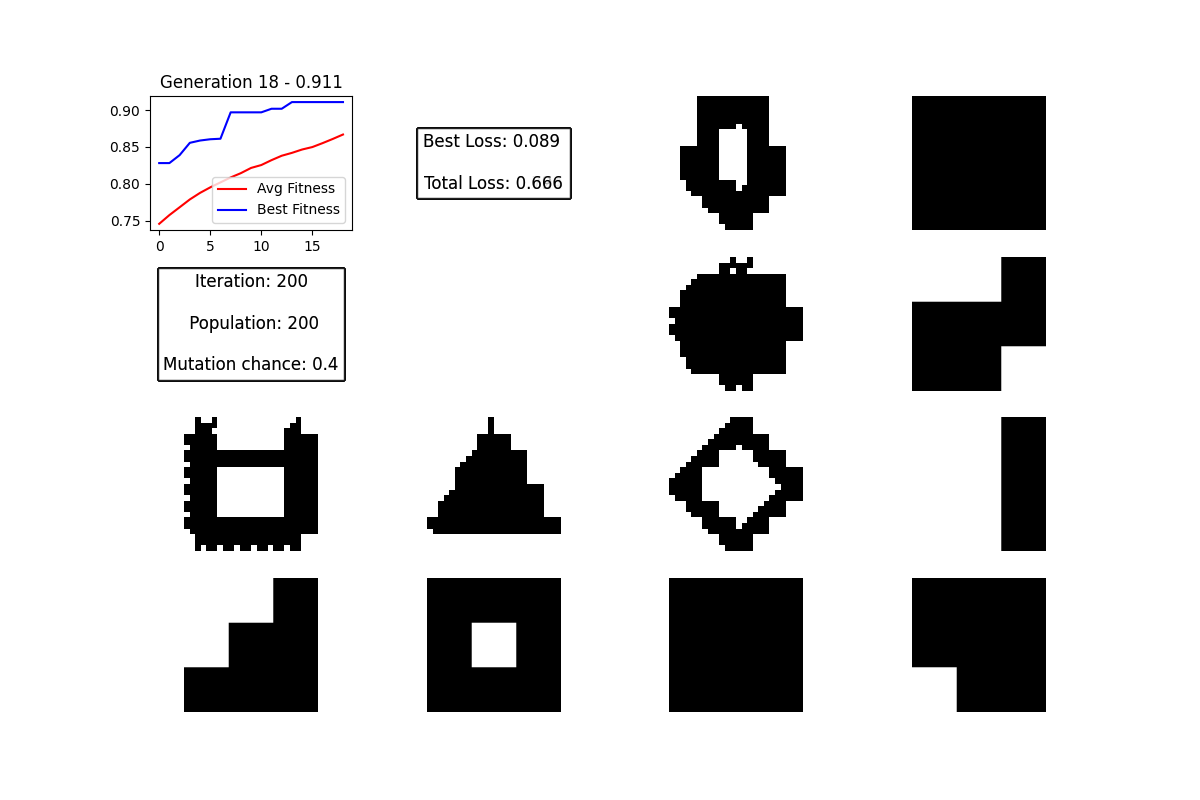 Generation 18 - 0.911
0.90
0.85
0.80
0.75
Avg Fitness
Best Fitness
0
5
10
15
Best Loss: 0.089
Total Loss: 0.666
Iteration: 200
Population: 200
Mutation chance: 0.4